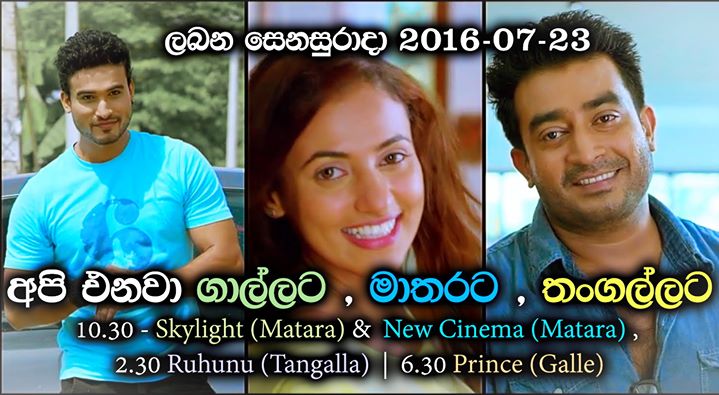 ලබන සෙනසුරාදා 2016-07-23
අපි එනවා ගාල්ලට , මාතරට , තංගල්ලට
10.30 - Skylight (Matara) & New Cinema (Matara) ,
2.30 Ruhunu (Tangalla) | 6.30 Prince (Galle)